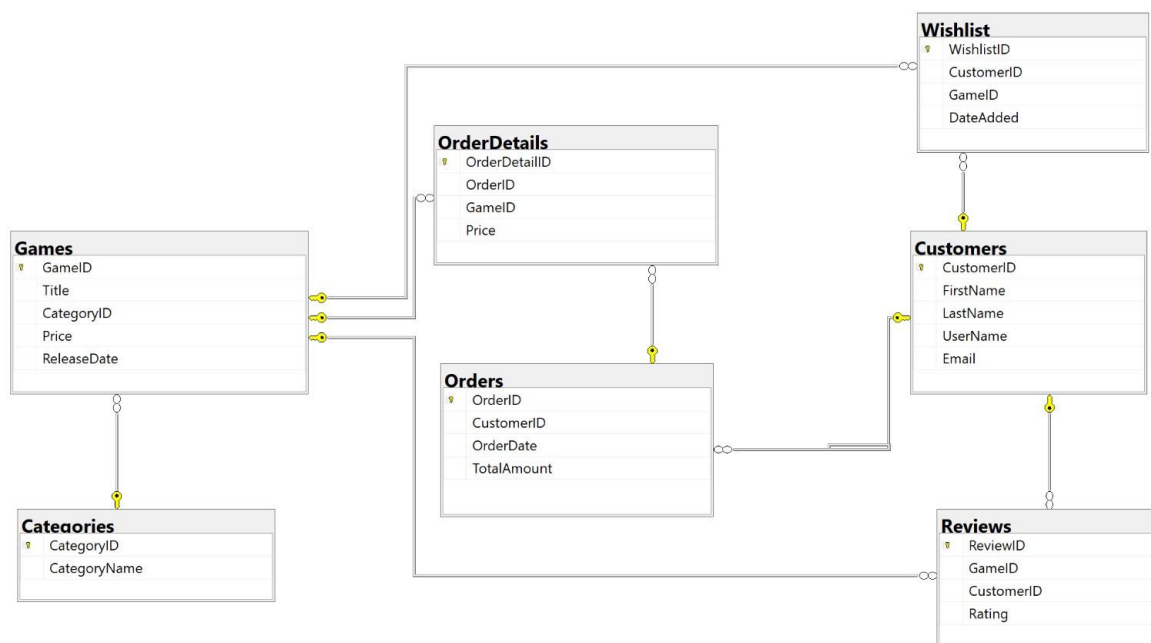 Wishlist
WishlistID
CustomerID
GameID
DateAdded
OrderDetails
OrderDetailID
OrderID
GameID
Price
Games
GameID
Title
CategoryID
Price
ReleaseDate
Customers
CustomerID
FirstName
LastName
UserName
Email
Orders
OrderID
CustomerID
OrderDate
TotalAmount
Categories
CategoryID
CategoryName
Reviews
ReviewID
GameID
CustomerID
Rating